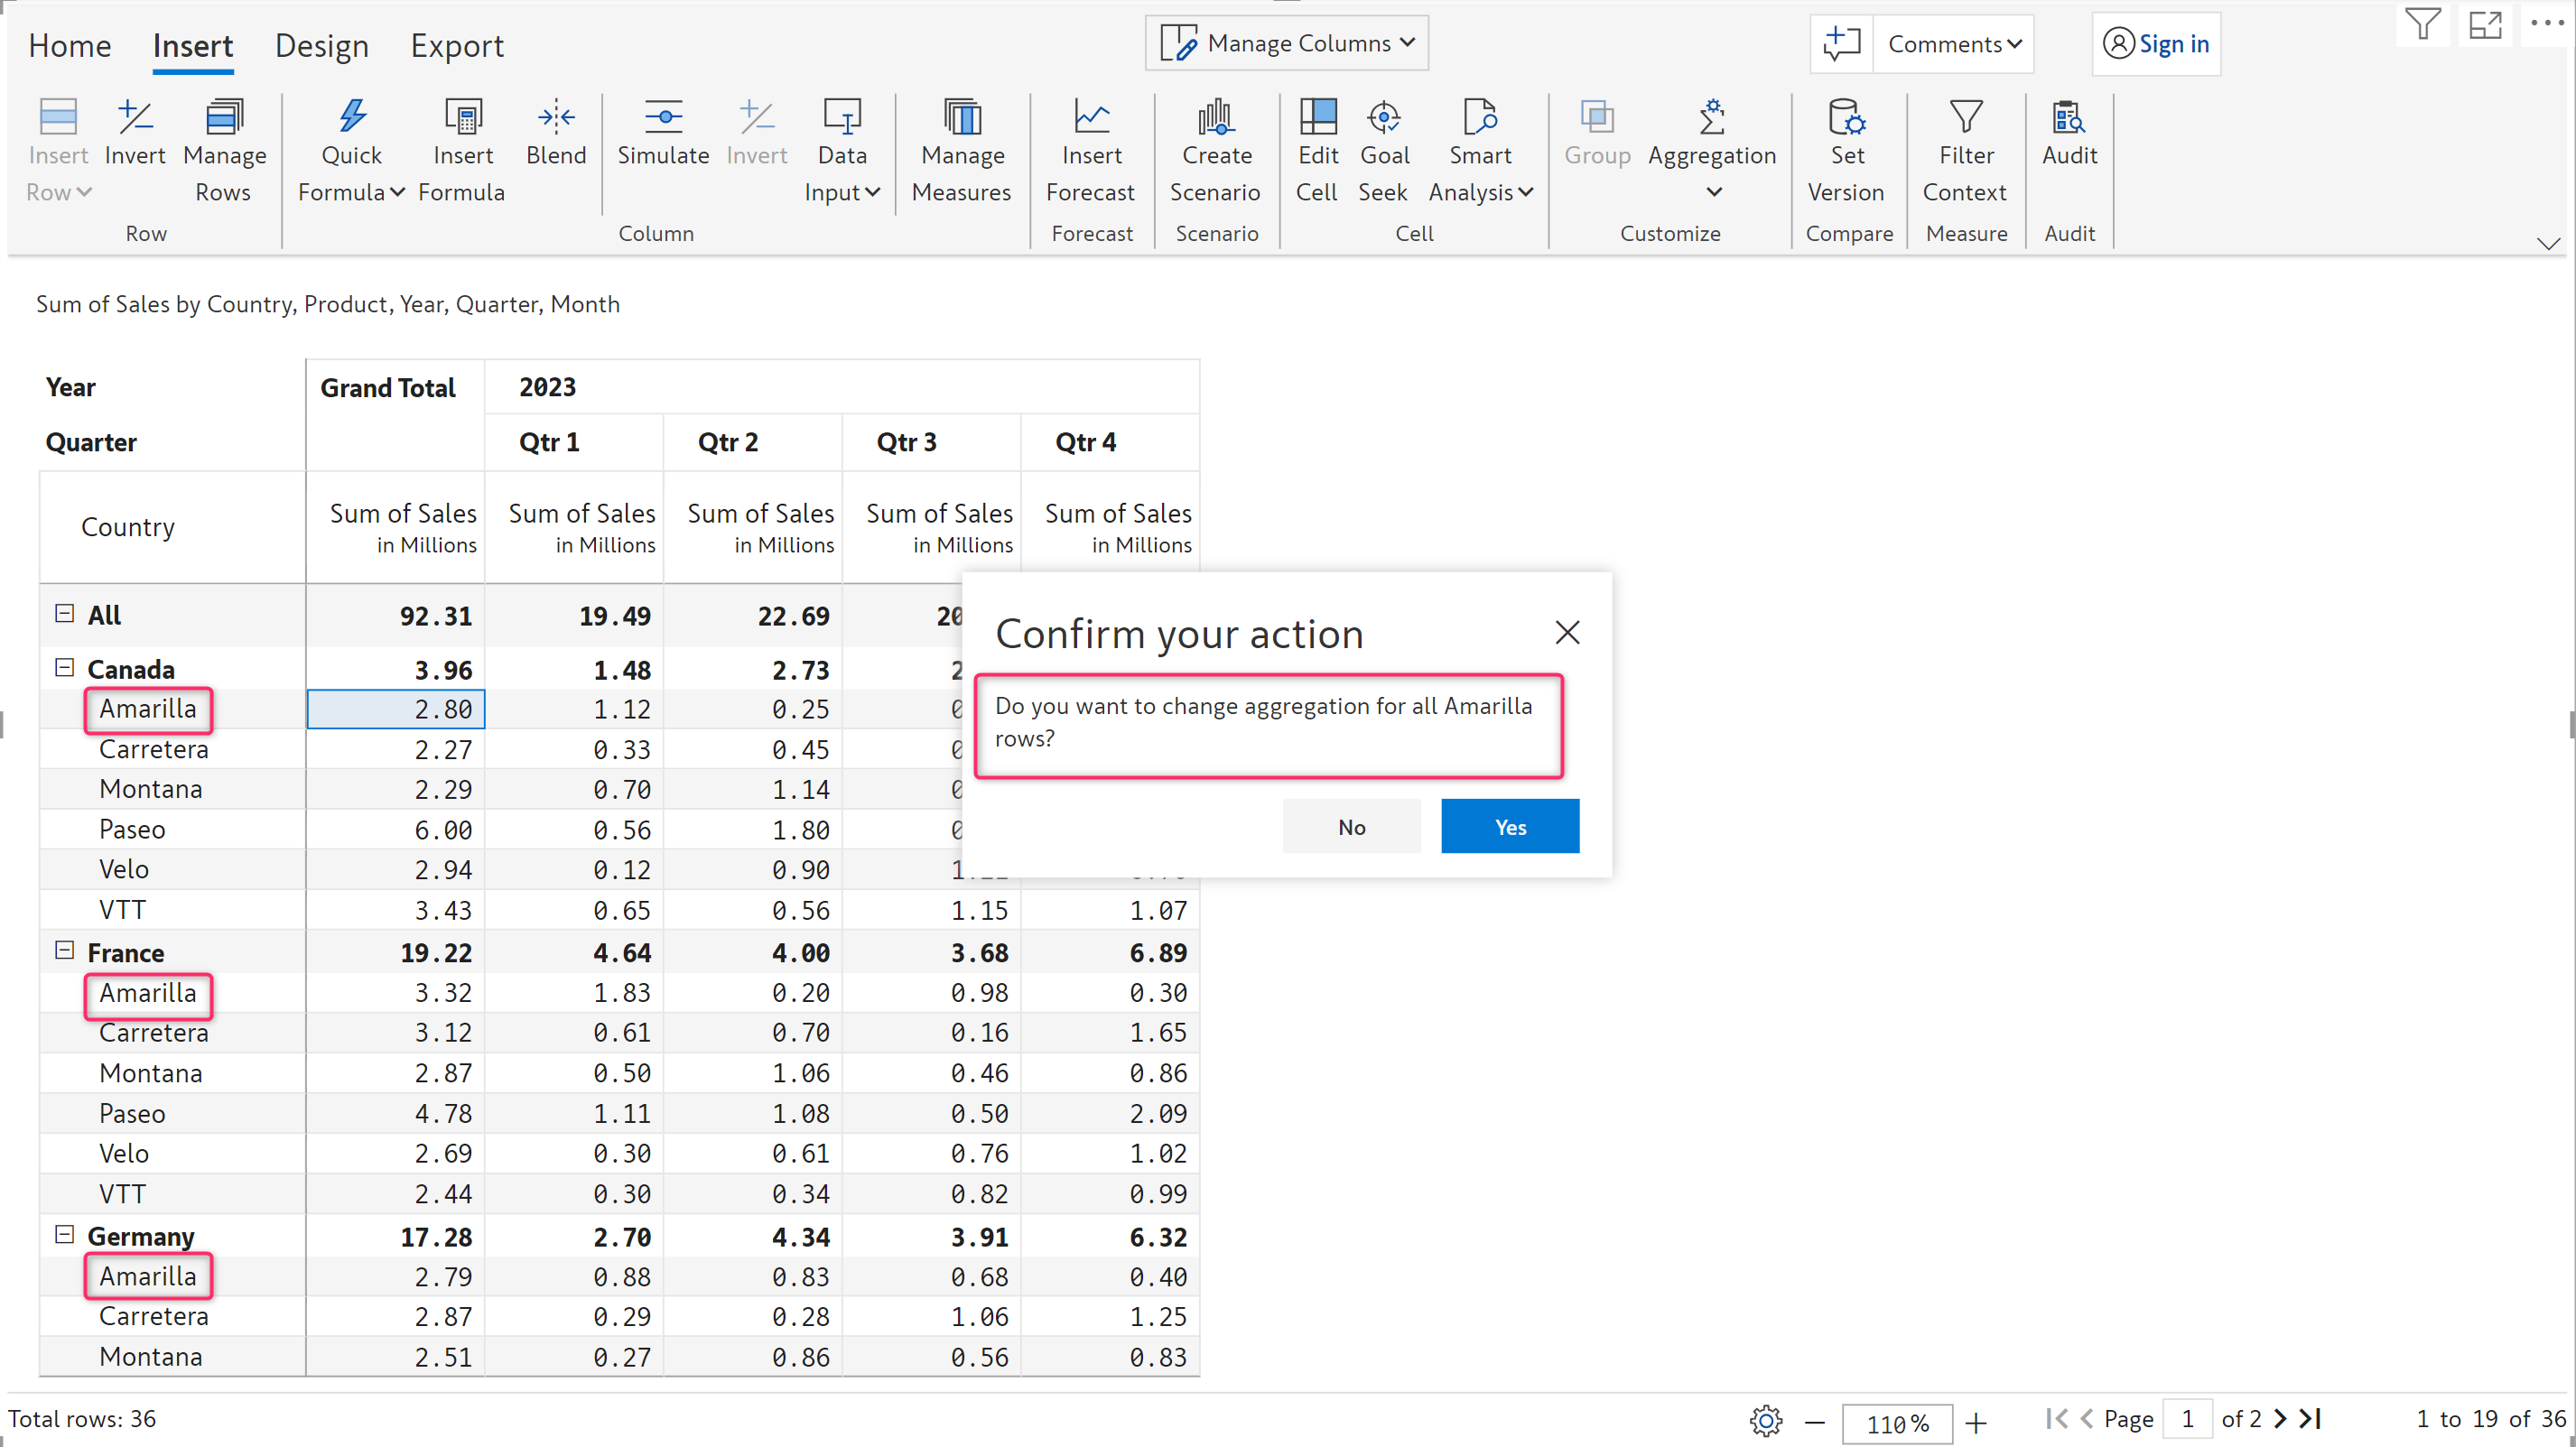 Home Insert Design Export
Manage Columns
Comments
Sign in
Insert Row
Invert
Manage Rows
Row
Quick Formula
Insert Formula
Blend
Simulate
Invert
Data Input
Manage Measures
Column
Insert Forecast
Forecast
Create Scenario
Scenario
Edit Cell
Goal Seek
Smart Analysis
Cell
Group
Aggregation
Customize
Set Version
Compare
Filter Context
Measure
Audit
Audit
Sum of Sales by Country, Product, Year, Quarter, Month
Year Grand Total 2023
Quarter Qtr 1 Qtr 2 Qtr 3 Qtr 4
Country Sum of Sales Sum of Sales Sum of Sales Sum of Sales Sum of Sales
in Millions in Millions in Millions in Millions in Millions
All 92.31 19.49 22.69
Canada 3.96 1.48 2.73
Amarilla 2.80 1.12 0.25
Carretera 2.27 0.33 0.45
Montana 2.29 0.70 1.14
Paseo 6.00 0.56 1.80
Velo 2.94 0.12 0.90
VTT 3.43 0.65 0.56 1.15 1.07
France 19.22 4.64 4.00 3.68 6.89
Amarilla 3.32 1.83 0.20 0.98 0.30
Carretera 3.12 0.61 0.70 0.16 1.65
Montana 2.87 0.50 1.06 0.46 0.86
Paseo 4.78 1.11 1.08 0.50 2.09
Velo 2.69 0.30 0.61 0.76 1.02
VTT 2.44 0.30 0.34 0.82 0.99
Germany 17.28 2.70 4.34 3.91 6.32
Amarilla 2.79 0.88 0.83 0.68 0.40
Carretera 2.87 0.29 0.28 1.06 1.25
Montana 2.51 0.27 0.86 0.56 0.83
Confirm your action
Do you want to change aggregation for all Amarilla
rows?
No Yes
Total rows: 36
110%
Page 1 of 2
1 to 19 of 36